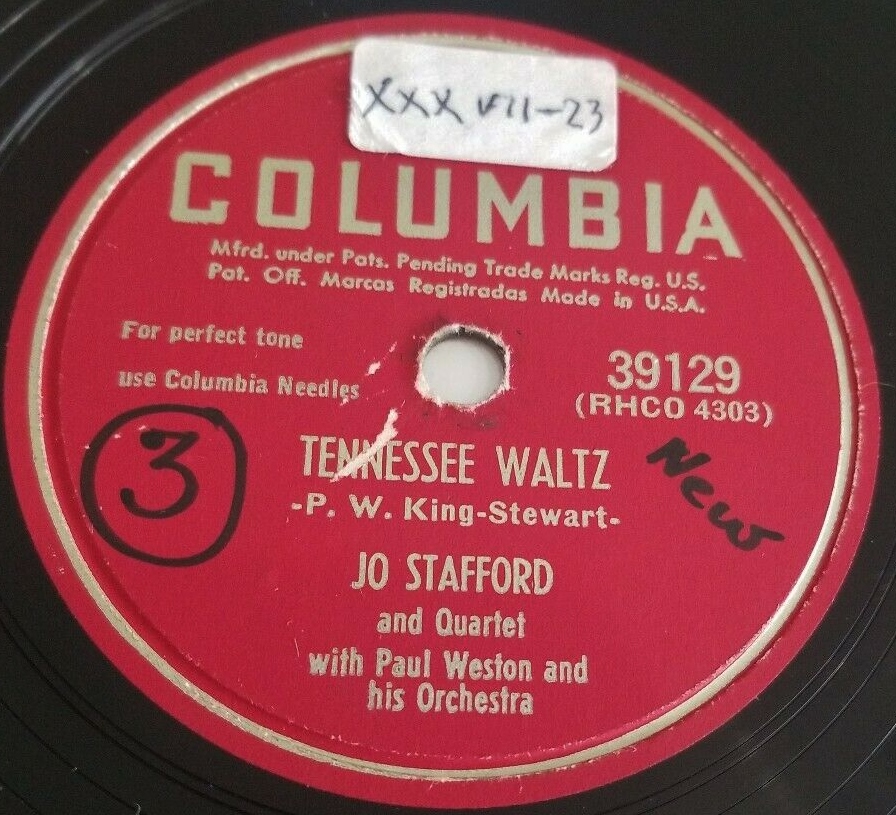 XXX V11-23
COLUMBIA
Mfrd. under Pats. Pending Trade Marks Reg. U.S.
Pat. Off. Marcas Registradas Made in U.S.A.
For perfect tone
use Columbia Needles
39129
(RHCO 4303)
3
New
TENNESSEE WALTZ
-P. W. King-Stewart-
JO STAFFORD
and Quartet
with Paul Weston and
his Orchestra